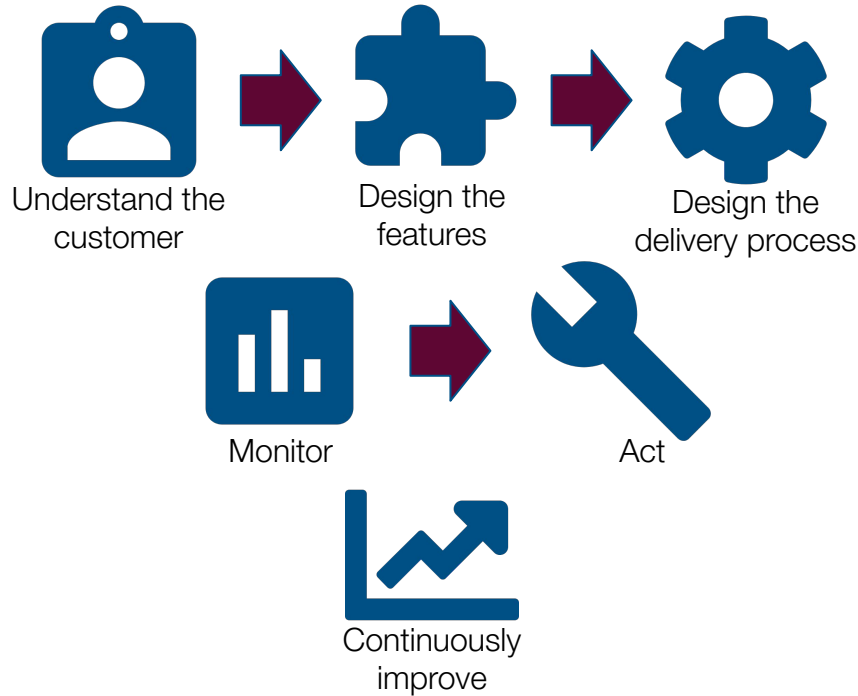 Understand the
customer
Design the
features
Design the
delivery process
Monitor
Act
Continuously
improve